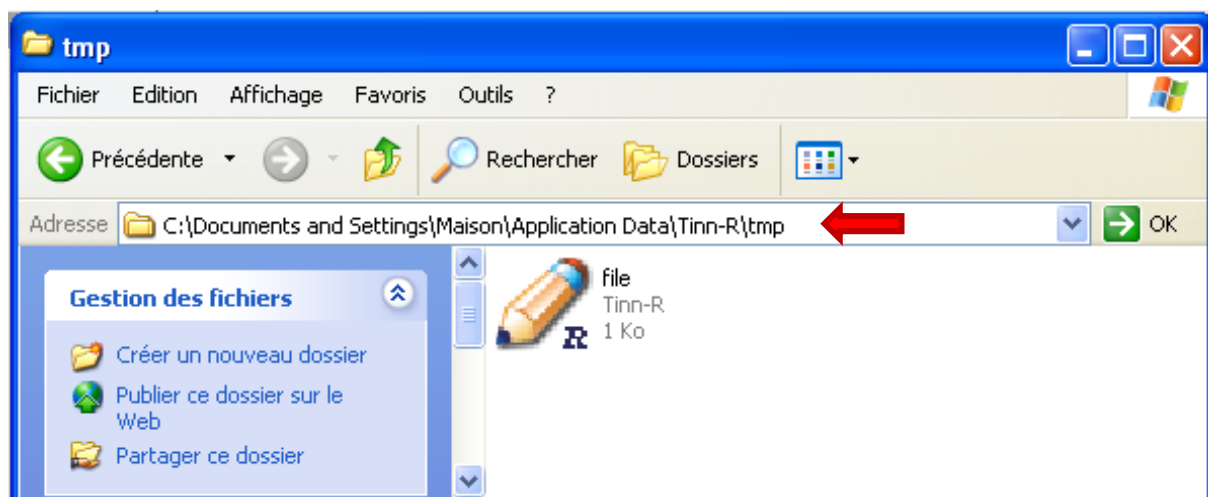 tmp
Fichier Edition Affichage Favoris Outils ?
Précédente Rechercher Dossiers
Adresse C:\Documents and Settings\Maison\Application Data\Tinn-R\tmp OK
Gestion des fichiers
Créer un nouveau dossier
Publier ce dossier sur le
Web
Partager ce dossier
file
Tinn-R
1 Ko
R